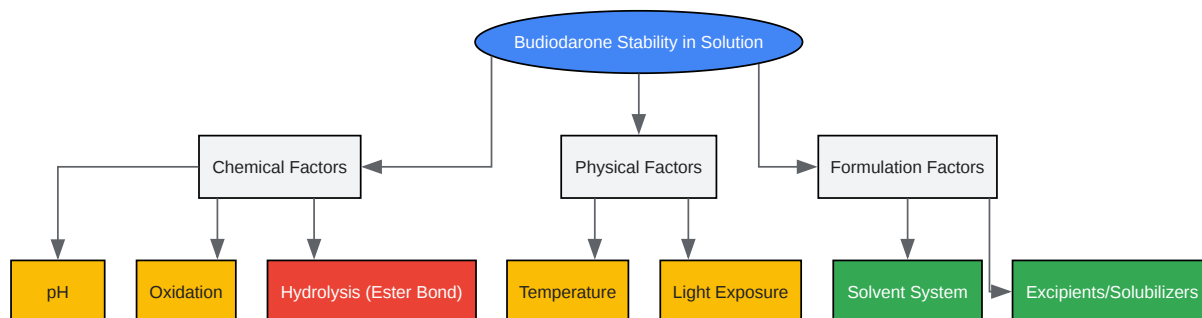 Budiodarone Stability in Solution
Chemical Factors
Physical Factors
Formulation Factors
pH
Oxidation
Hydrolysis (Ester Bond)
Temperature
Light Exposure
Solvent System
Excipients/Solubilizers